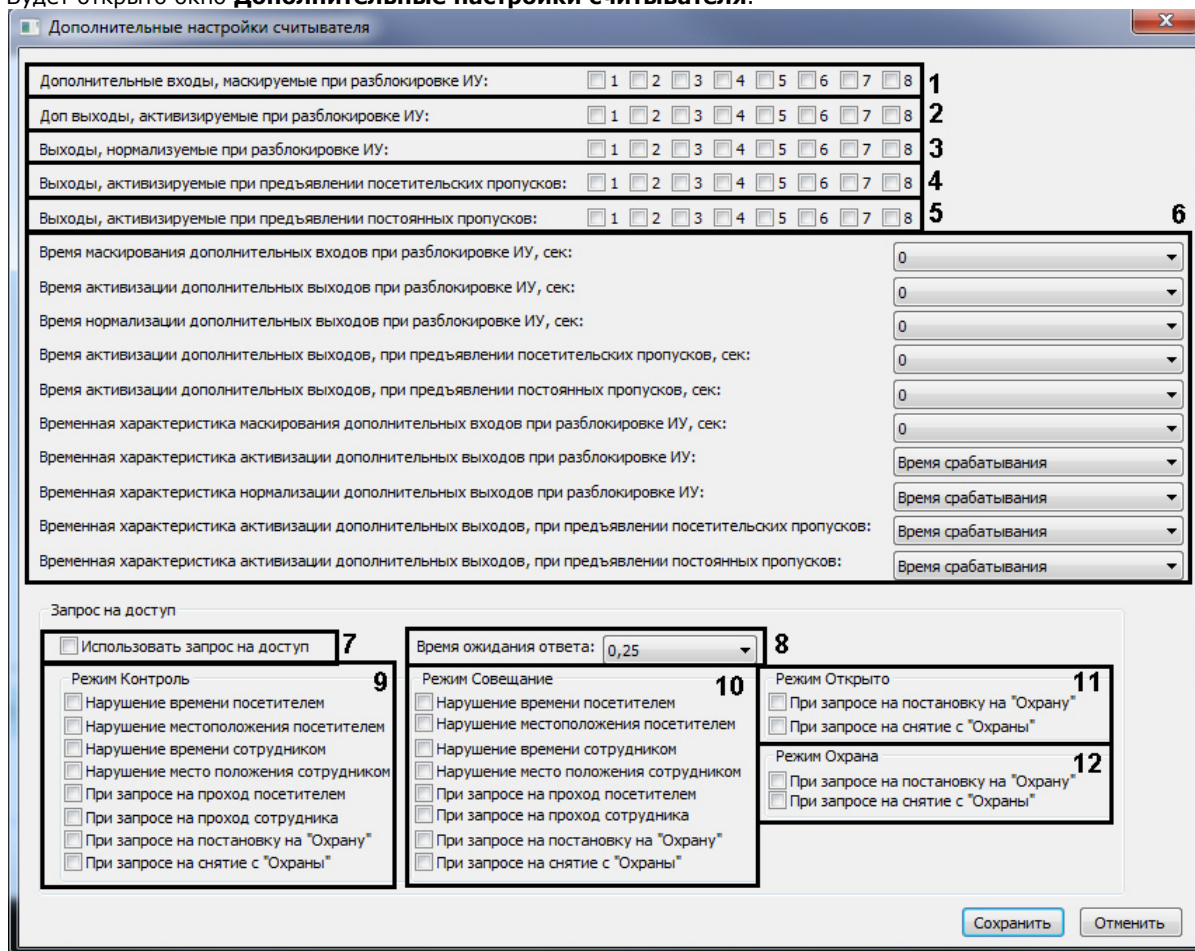 Будет открыто окно Дополнительные настройки считывателя.
Дополнительные настройки считывателя
Дополнительные входы, маскируемые при разблокировке ИУ: 1 2 3 4 5 6 7 8 1
Доп выходы, активизируемые при разблокировке ИУ: 1 2 3 4 5 6 7 8 2
Выходы, нормализуемые при разблокировке ИУ: 1 2 3 4 5 6 7 8 3
Выходы, активизируемые при предъявлении посетительских пропусков: 1 2 3 4 5 6 7 8 4
Выходы, активизируемые при предъявлении постоянных пропусков: 1 2 3 4 5 6 7 8 5
6
Время маскирования дополнительных входов при разблокировке ИУ, сек: 0
Время активизации дополнительных выходов при разблокировке ИУ, сек: 0
Время нормализации дополнительных выходов при разблокировке ИУ, сек: 0
Время активизации дополнительных выходов, при предъявлении посетительских пропусков, сек: 0
Время активизации дополнительных выходов, при предъявлении постоянных пропусков, сек: 0
Временная характеристика маскирования дополнительных входов при разблокировке ИУ, сек: 0
Временная характеристика активизации дополнительных выходов при разблокировке ИУ: Время срабатывания
Временная характеристика нормализации дополнительных выходов при разблокировке ИУ: Время срабатывания
Временная характеристика активизации дополнительных выходов, при предъявлении посетительских пропусков: Время срабатывания
Временная характеристика активизации дополнительных выходов, при предъявлении постоянных пропусков: Время срабатывания
Запрос на доступ
Использовать запрос на доступ 7
Время ожидания ответа: 0,25 8
Режим Контроль 9
Нарушение времени посетителем
Нарушение местоположения посетителем
Нарушение времени сотрудником
Нарушение место положения сотрудником
При запросе на проход посетителем
При запросе на проход сотрудника
При запросе на постановку на "Охрану"
При запросе на снятие с "Охраны"
Режим Совещание 10
Нарушение времени посетителем
Нарушение местоположения посетителем
Нарушение времени сотрудником
Нарушение место положения сотрудником
При запросе на проход посетителем
При запросе на проход сотрудника
При запросе на постановку на "Охрану"
При запросе на снятие с "Охраны"
Режим Открыто 11
При запросе на постановку на "Охрану"
При запросе на снятие с "Охраны"
Режим Охрана 12
При запросе на постановку на "Охрану"
При запросе на снятие с "Охраны"
Сохранить Отменить